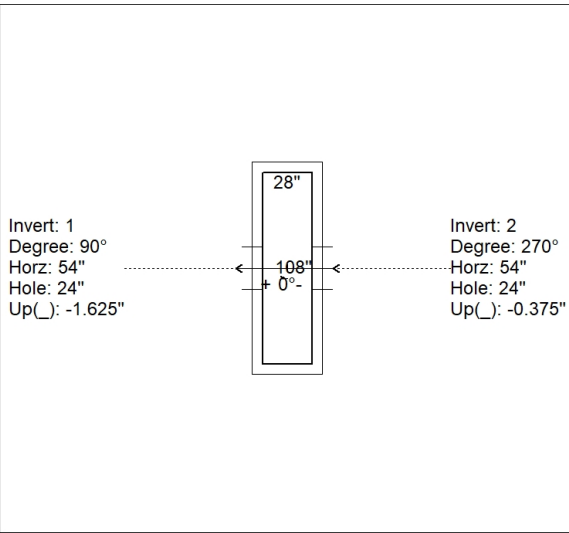 28"
Invert: 1
Degree: 90°
Horz: 54"
Hole: 24"
Up(_): -1.625"
108"
+ 0°-
Invert: 2
Degree: 270°
Horz: 54"
Hole: 24"
Up(_): -0.375"